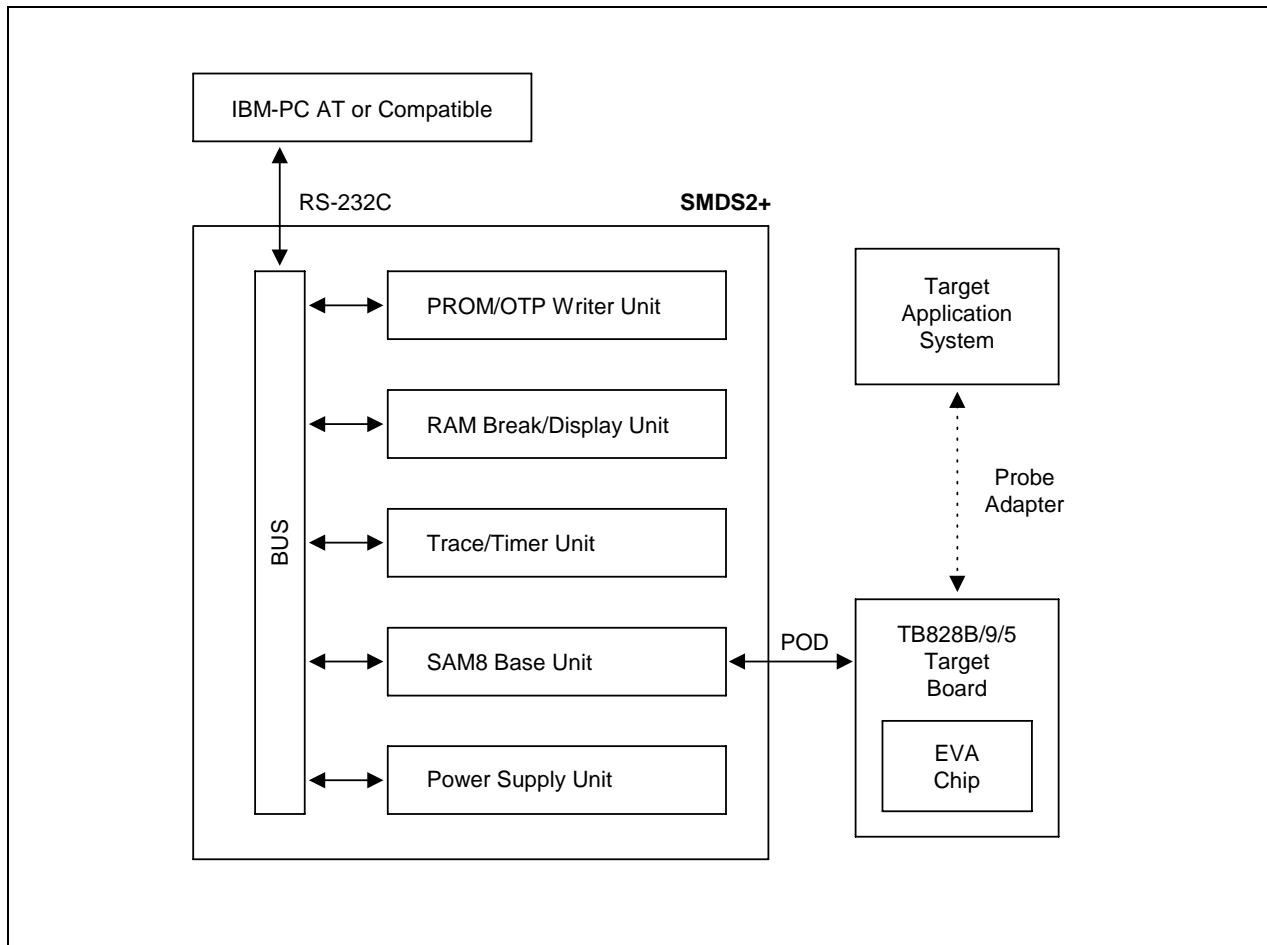 IBM-PC AT or Compatible
RS-232C
SMDS2+
BUS
PROM/OTP Writer Unit
RAM Break/Display Unit
Trace/Timer Unit
SAM8 Base Unit
Power Supply Unit
POD
Target
Application
System
Probe
Adapter
TB828B/9/5
Target
Board
EVA
Chip